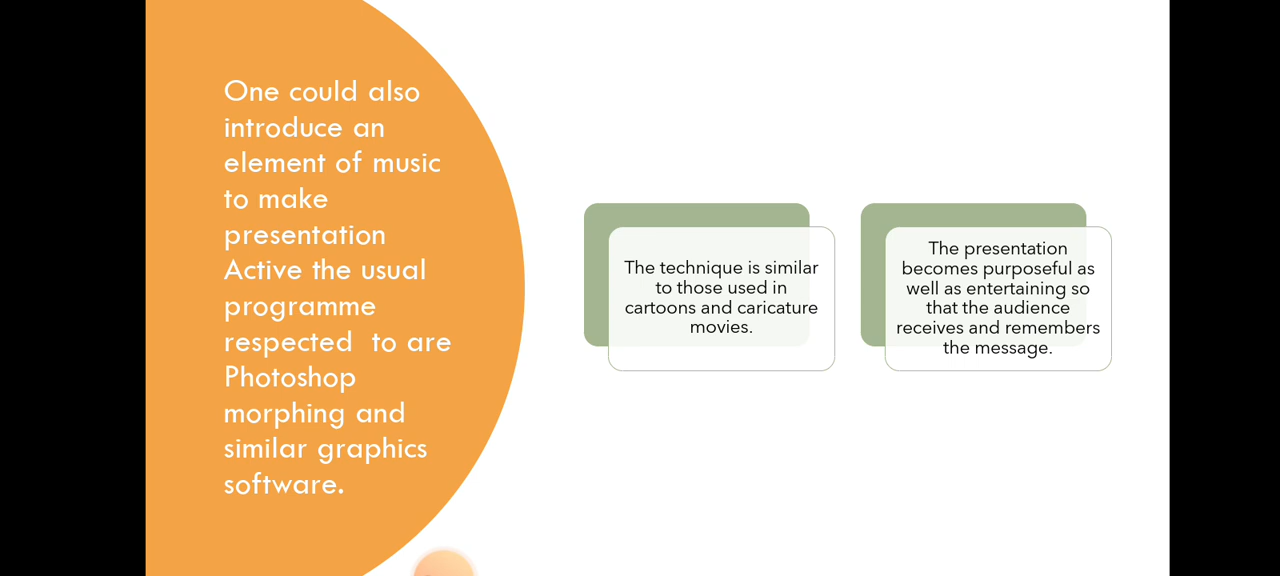 One could also
introduce an
element of music
to make
presentation
Active the usual
programme
respected  to are
Photoshop
morphing and
similar graphics
software.
The technique is similar
to those used in
cartoons and caricature
movies.
The presentation
becomes purposeful as
well as entertaining so
that the audience
receives and remembers
the message.